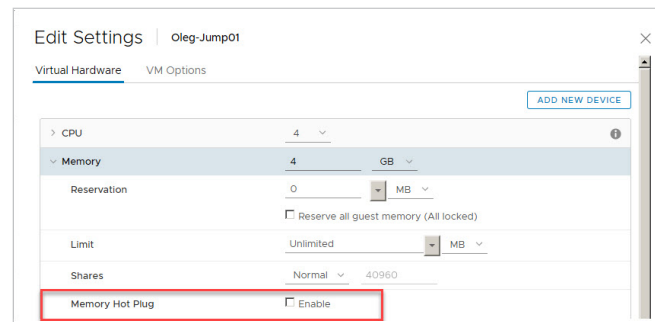 Edit Settings Oleg-Jump01
Virtual Hardware VM Options
ADD NEW DEVICE
CPU 4
Memory 4 GB
Reservation 0 MB
Reserve all guest memory (All locked)
Limit Unlimited MB
Shares Normal 40960
Memory Hot Plug Enable